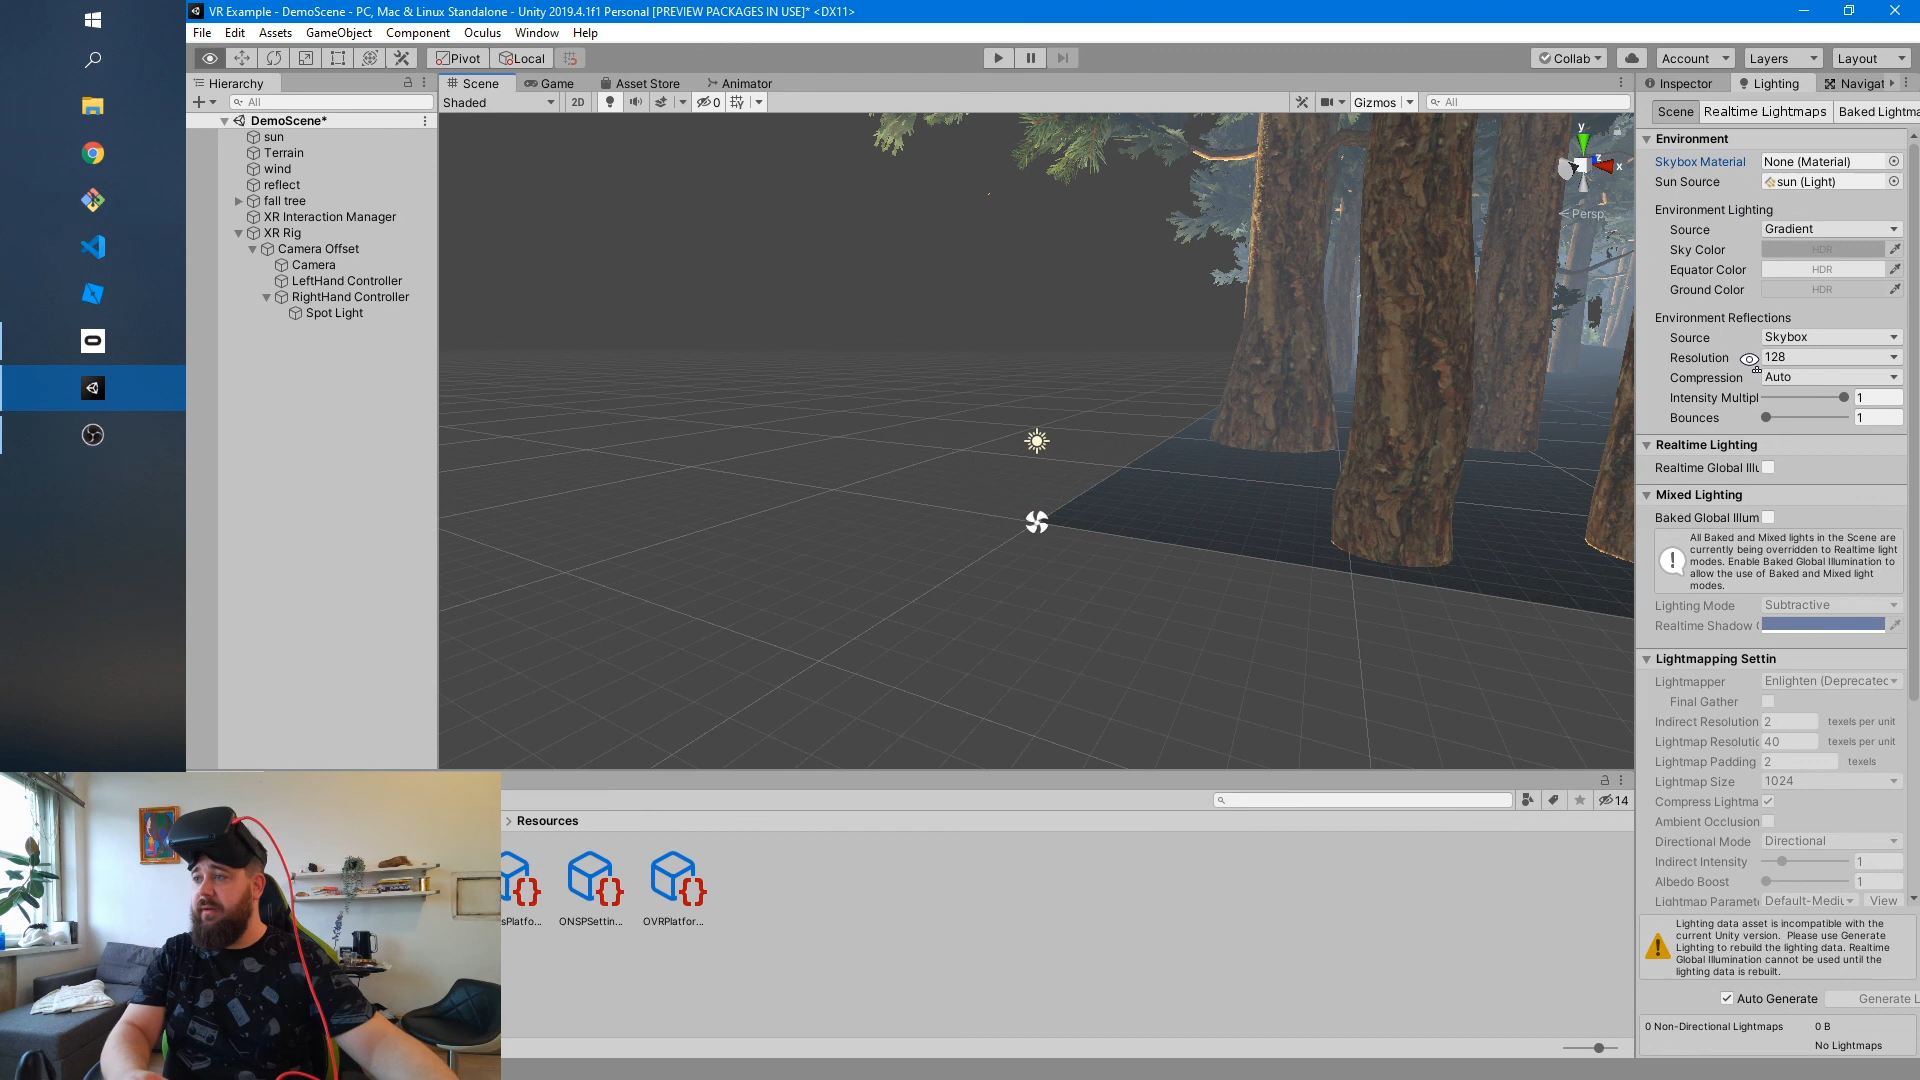 VR Example - DemoScene - PC, Mac & Linux Standalone - Unity 2019.4.1f1 Personal [PREVIEW PACKAGES IN USE]* <DX11>
File Edit Assets GameObject Component Oculus Window Help
Pivot Local Collab Account Layers Layout
Hierarchy Scene Game Asset Store Animator Inspector Lighting Navigat
All Shaded 2D 0 Gizmos All
Scene Realtime Lightmaps Baked Lightma
DemoScene*
sun
Terrain
wind
reflect
fall tree
XR Interaction Manager
XR Rig
Camera Offset
Camera
LeftHand Controller
RightHand Controller
Spot Light
y
z
x
Persp
Environment
Skybox Material None (Material)
Sun Source sun (Light)
Environment Lighting
Source Gradient
Sky Color HDR
Equator Color HDR
Ground Color HDR
Environment Reflections
Source Skybox
Resolution 128
Compression Auto
Intensity Multipl 1
Bounces 1
Realtime Lighting
Realtime Global Illu
Mixed Lighting
Baked Global Illum
All Baked and Mixed lights in the Scene are
currently being overridden to Realtime light
modes. Enable Baked Global Illumination to
allow the use of Baked and Mixed light
modes.
Lighting Mode Subtractive
Realtime Shadow C
Lightmapping Settin
Lightmapper Enlighten (Deprecated
Final Gather
Indirect Resolution 2 texels per unit
Lightmap Resolutic 40 texels per unit
Lightmap Padding 2 texels
Lightmap Size 1024
Compress Lightma
Ambient Occlusion
Directional Mode Directional
Indirect Intensity 1
Albedo Boost 1
Lightmap Paramete Default-Mediu View
Lighting data asset is incompatible with the
current Unity version. Please use Generate
Lighting to rebuild the lighting data. Realtime
Global Illumination cannot be used until the
lighting data is rebuilt.
Auto Generate Generate L
0 Non-Directional Lightmaps 0 B
No Lightmaps
14
Resources
sPlatfo... ONSPSettin... OVRPlatfor...